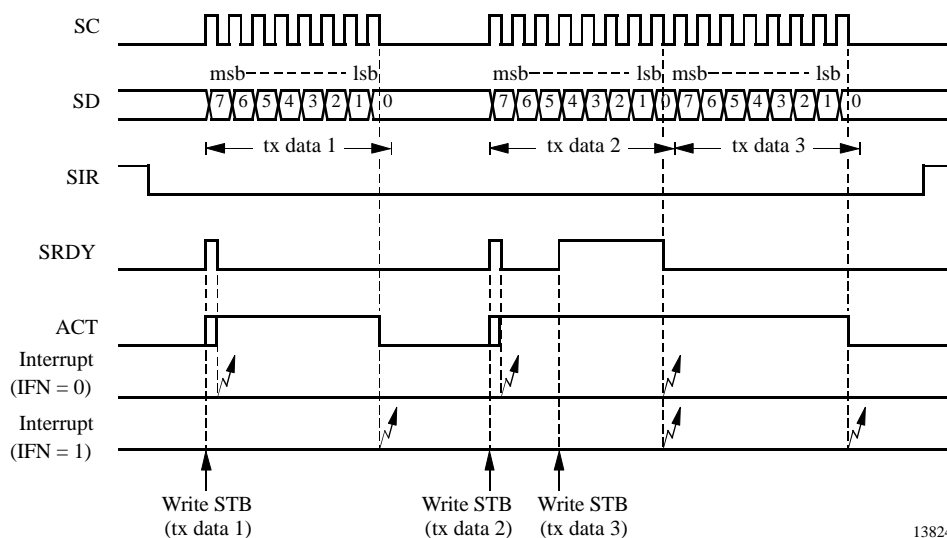 SC
msb lsb msb lsb msb lsb
SD 7 6 5 4 3 2 1 0 7 6 5 4 3 2 1 0 7 6 5 4 3 2 1 0
tx data 1 tx data 2 tx data 3
SIR
SRDY
ACT
Interrupt
(IFN = 0)
Interrupt
(IFN = 1)
Write STB Write STB Write STB
(tx data 1) (tx data 2) (tx data 3)
13824